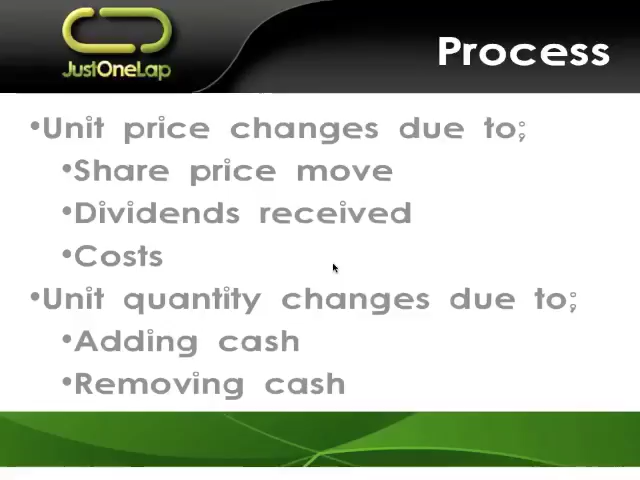 JustOneLap
Process
•Unit price changes due to;
•Share price move
•Dividends received
•Costs
•Unit quantity changes due to;
•Adding cash
•Removing cash